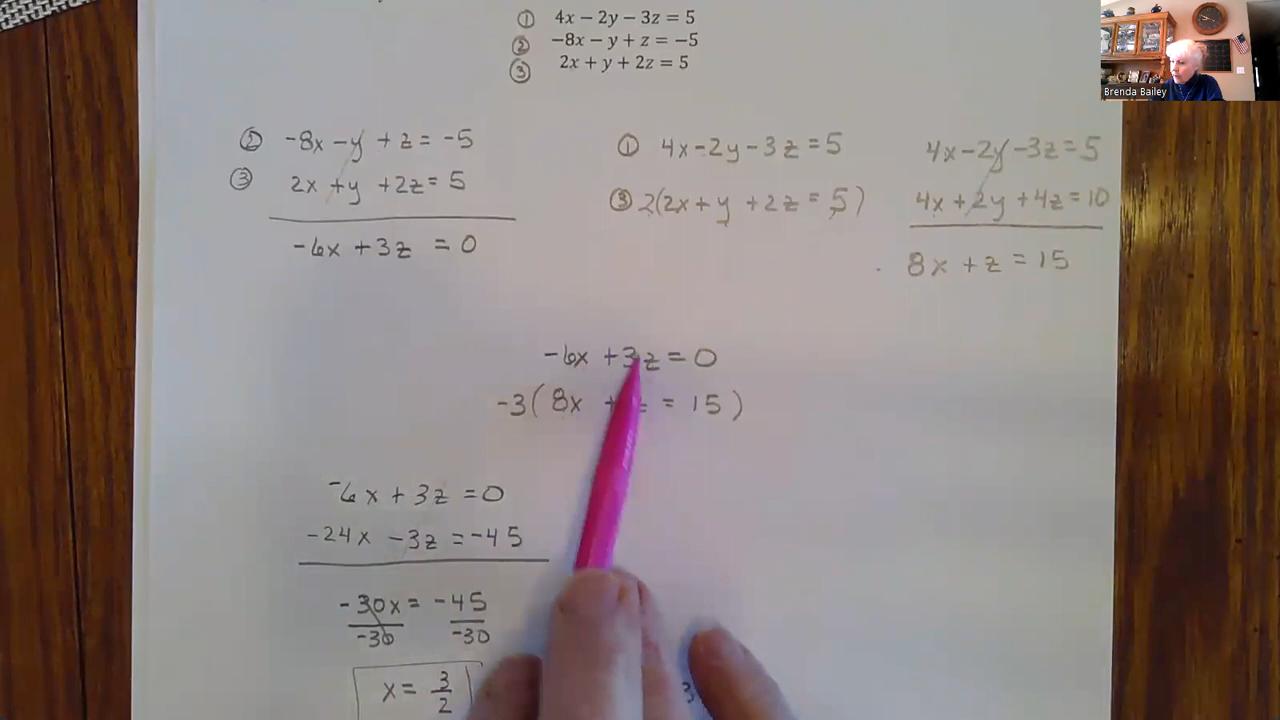 ① 4x − 2y − 3z = 5
② −8x − y + z = −5
③ 2x + y + 2z = 5
Brenda Bailey
② -8x - y + z = -5
③ 2x + y + 2z = 5
-6x + 3z = 0
① 4x - 2y - 3z = 5
③ 2(2x + y + 2z = 5)
4x - 2y - 3z = 5
4x + 2y + 4z = 10
8x + z = 15
-6x + 3z = 0
-3(8x + = 15)
-6x + 3z = 0
-24x - 3z = -45
-30x = -45
-30 -30
x = 3/2
3